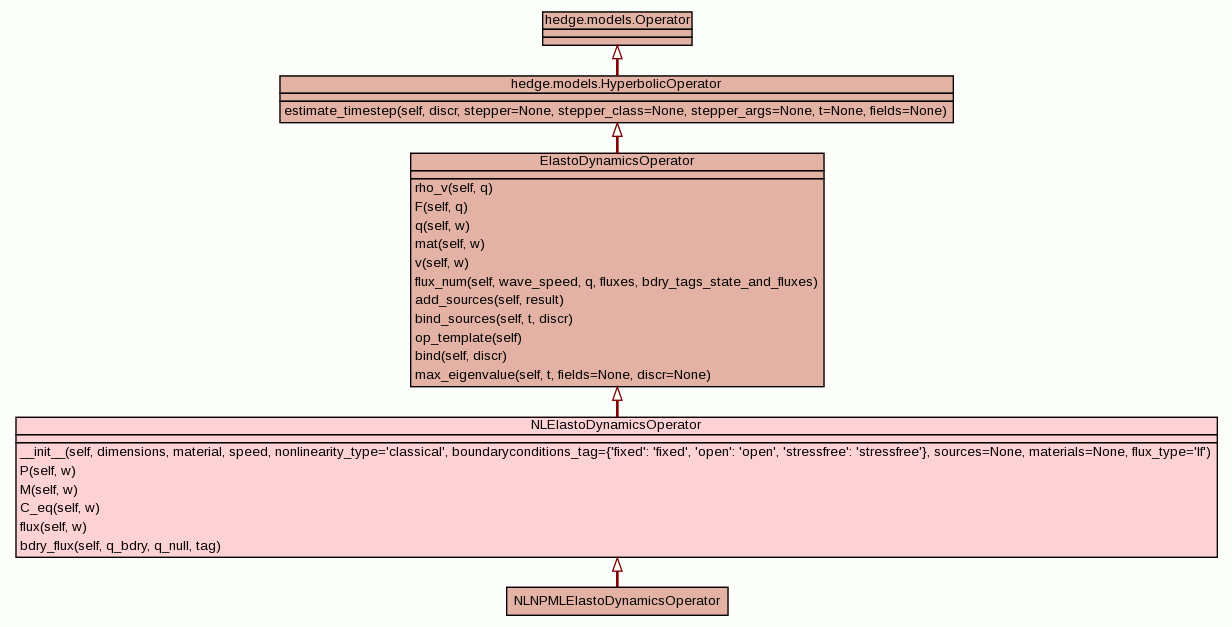 hedge.models.Operator
hedge.models.HyperbolicOperator
estimate_timestep(self, discr, stepper=None, stepper_class=None, stepper_args=None, t=None, fields=None)
ElastoDynamicsOperator
rho_v(self, q)
F(self, q)
q(self, w)
mat(self, w)
v(self, w)
flux_num(self, wave_speed, q, fluxes, bdry_tags_state_and_fluxes)
add_sources(self, result)
bind_sources(self, t, discr)
op_template(self)
bind(self, discr)
max_eigenvalue(self, t, fields=None, discr=None)
NLElastoDynamicsOperator
__init__(self, dimensions, material, speed, nonlinearity_type='classical', boundaryconditions_tag={'fixed': 'fixed', 'open': 'open', 'stressfree': 'stressfree'}, sources=None, materials=None, flux_type='lf')
P(self, w)
M(self, w)
C_eq(self, w)
flux(self, w)
bdry_flux(self, q_bdry, q_null, tag)
NLNPMLElastoDynamicsOperator